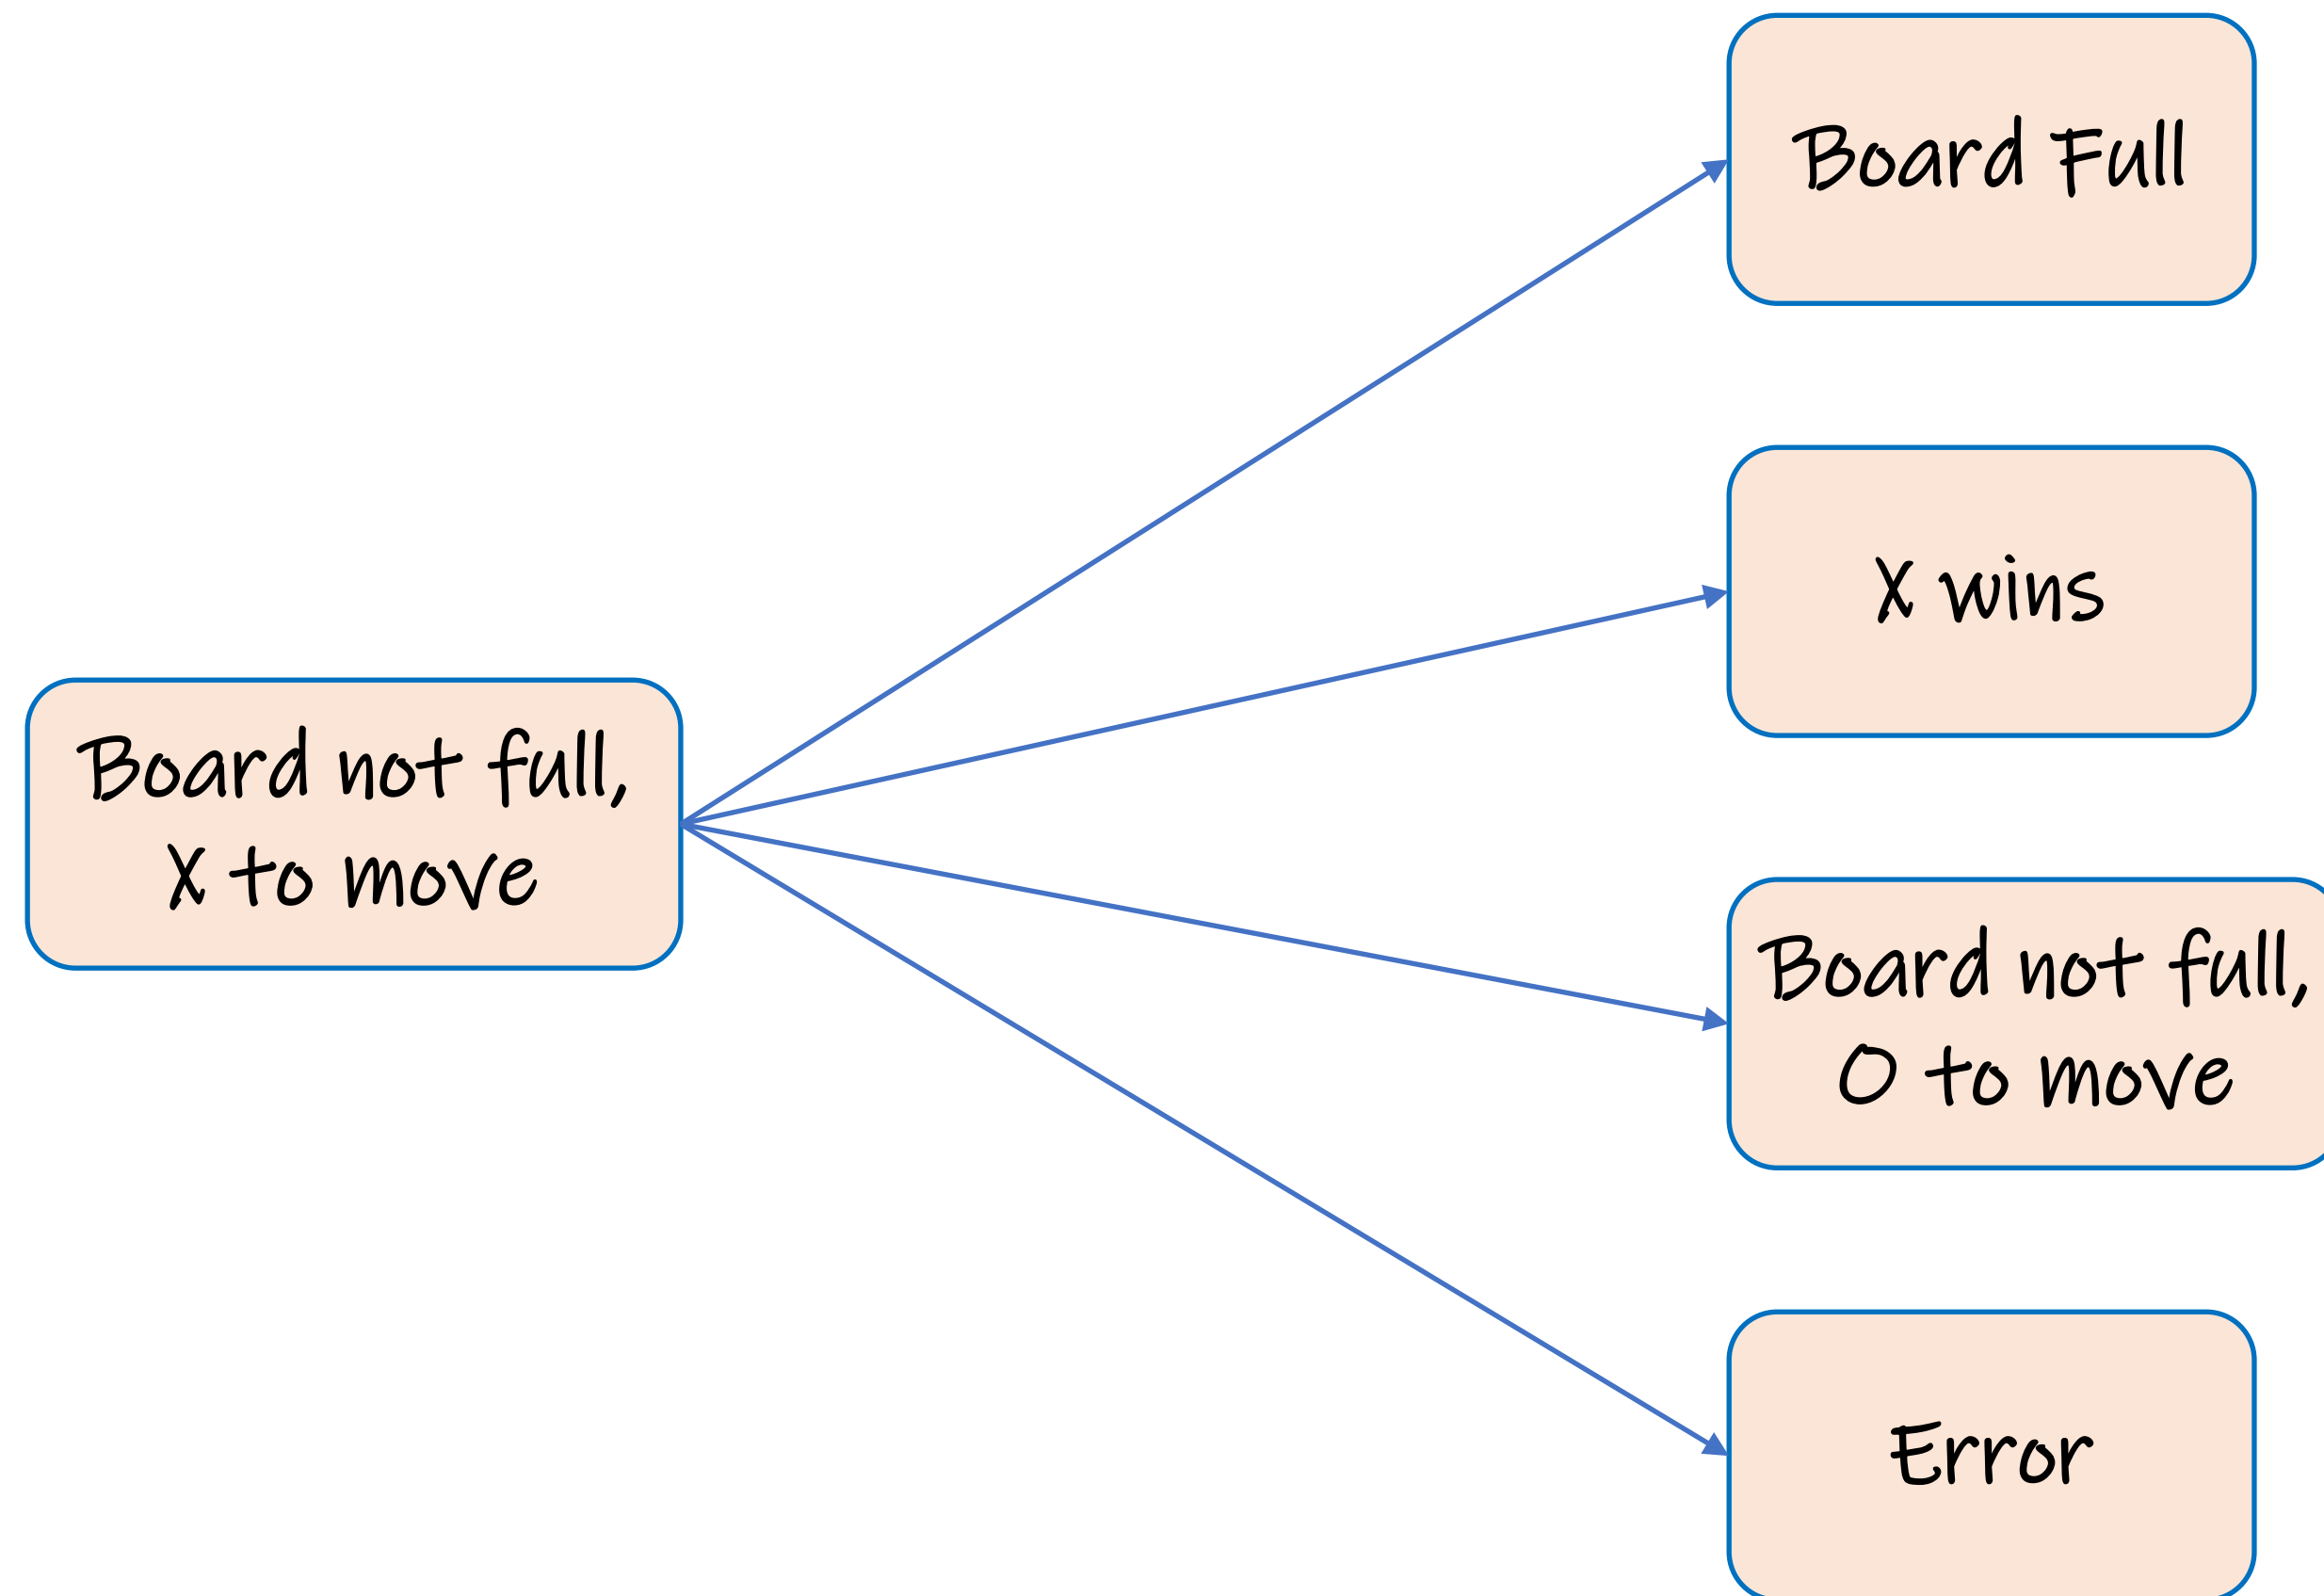 Board Full
X wins
Board not full,
X to move
Board not full,
O to move
Error